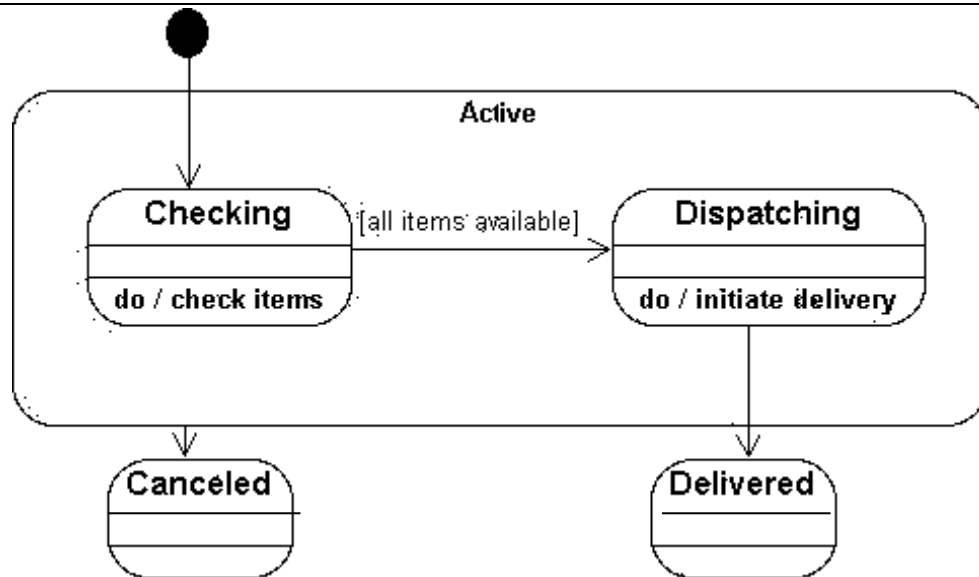 Active
Checking
[all items available]
Dispatching
do / check items
do / initiate delivery
Canceled
Delivered